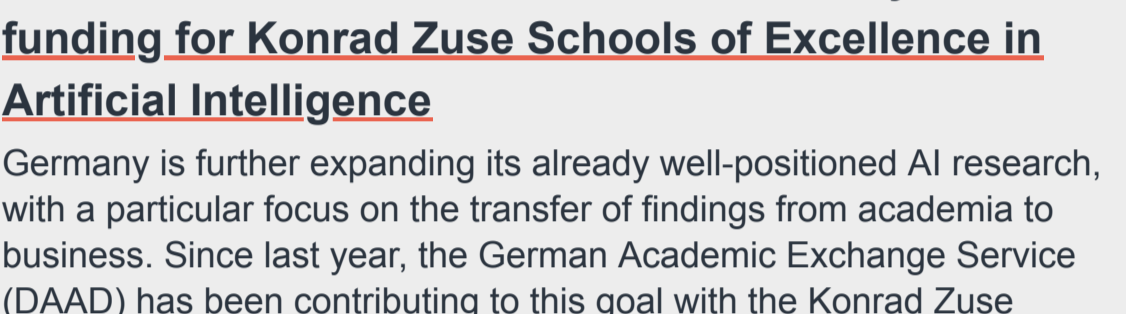 funding for Konrad Zuse Schools of Excellence in
Artificial Intelligence
Germany is further expanding its already well-positioned AI research,
with a particular focus on the transfer of findings from academia to
business. Since last year, the German Academic Exchange Service
(DAAD) has been contributing to this goal with the Konrad Zuse